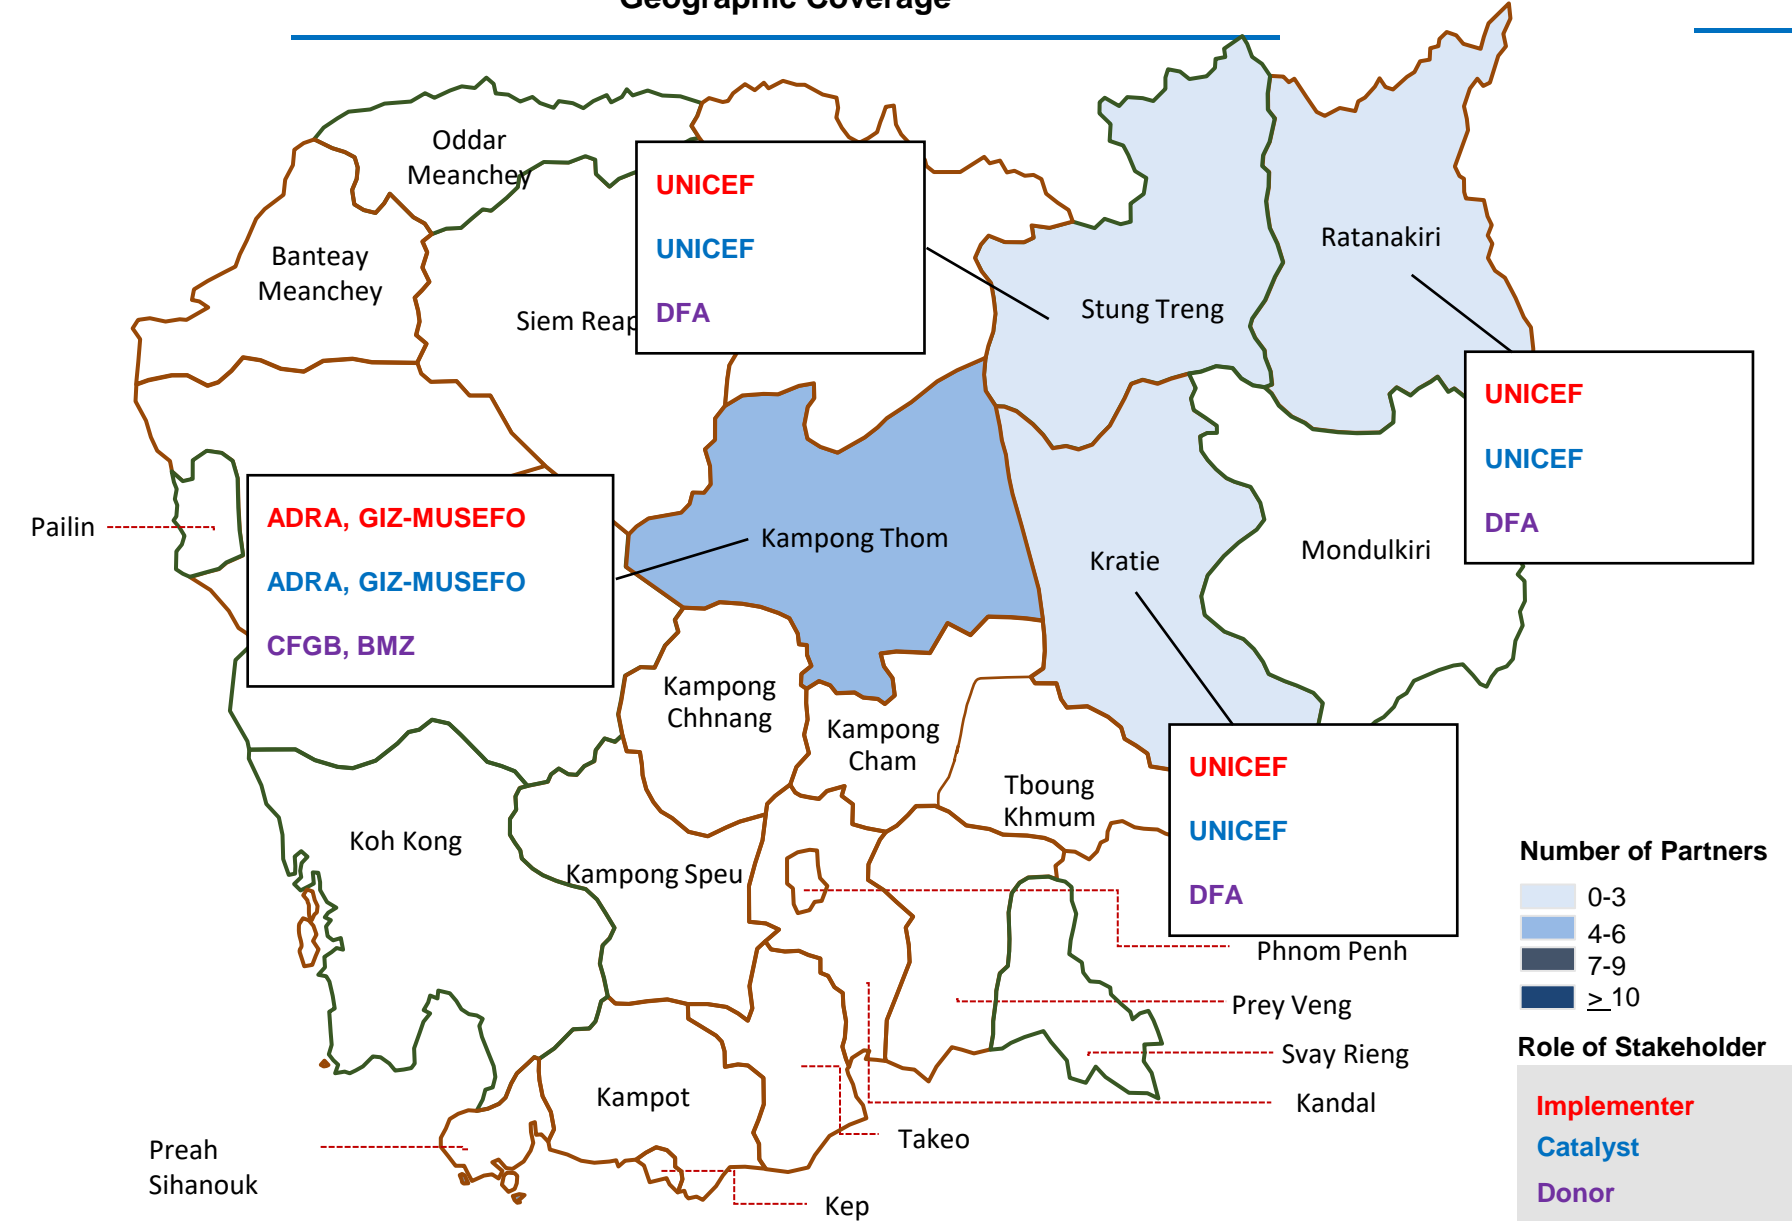 Geographic Coverage
Oddar
Meanchey
Banteay
Meanchey
Siem Reap
UNICEF
UNICEF
DFA
Stung Treng
Ratanakiri
UNICEF
UNICEF
DFA
Pailin
ADRA, GIZ-MUSEFO
ADRA, GIZ-MUSEFO
CFGB, BMZ
Kampong Thom
Kratie
Mondulkiri
Kampong
Chhnang
Kampong
Cham
Tboung
Khmum
UNICEF
UNICEF
DFA
Koh Kong
Kampong Speu
Phnom Penh
Prey Veng
Svay Rieng
Kandal
Kampot
Takeo
Preah
Sihanouk
Kep
Number of Partners
0-3
4-6
7-9
> 10
Role of Stakeholder
Implementer
Catalyst
Donor